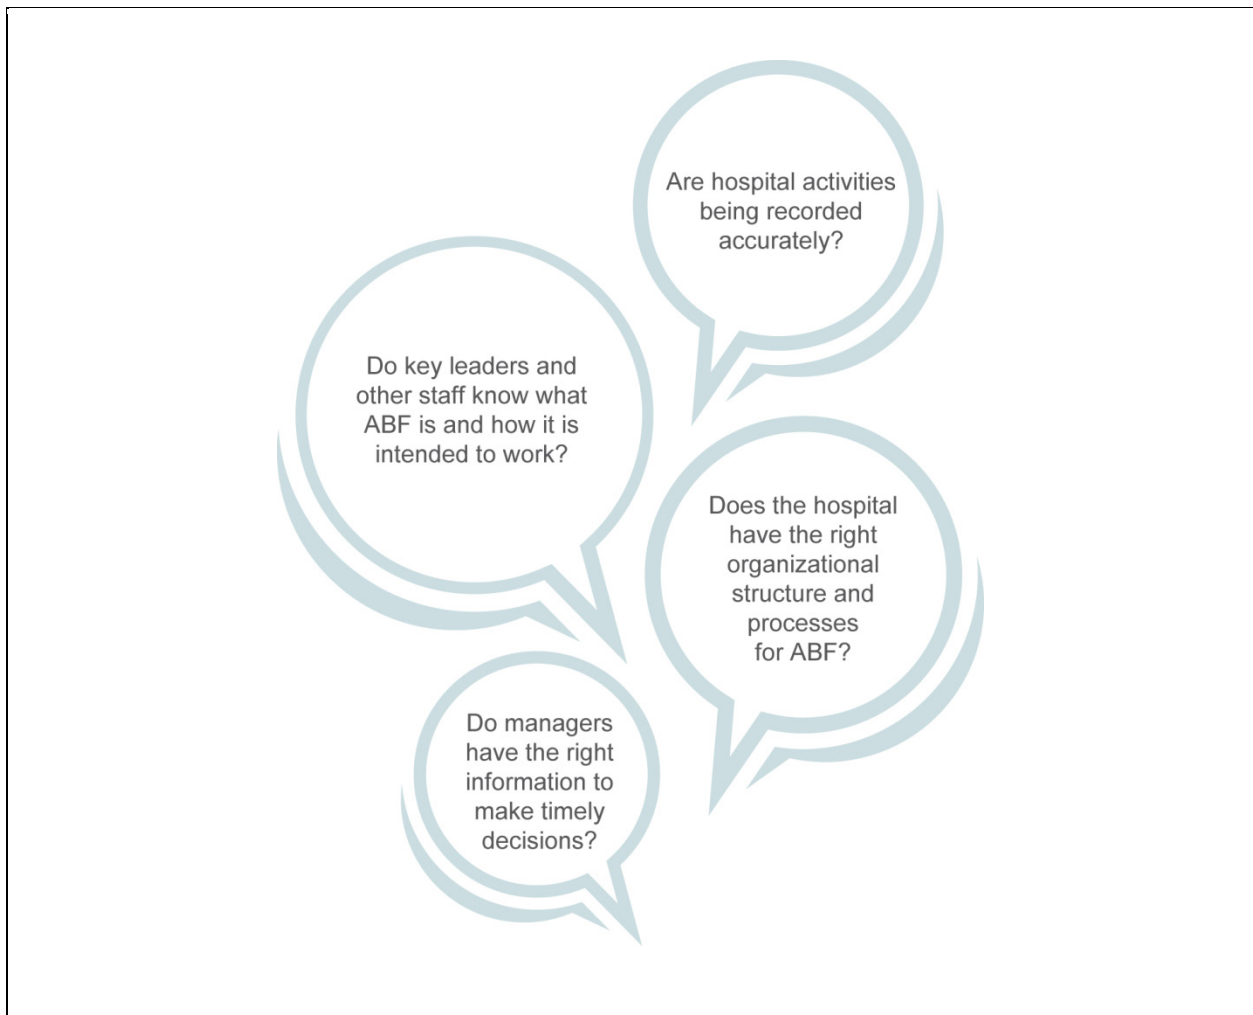 Are hospital activities
being recorded
accurately?
Do key leaders and
other staff know what
ABF is and how it is
intended to work?
Does the hospital
have the right
organizational
structure and
processes
for ABF?
Do managers
have the right
information to
make timely
decisions?